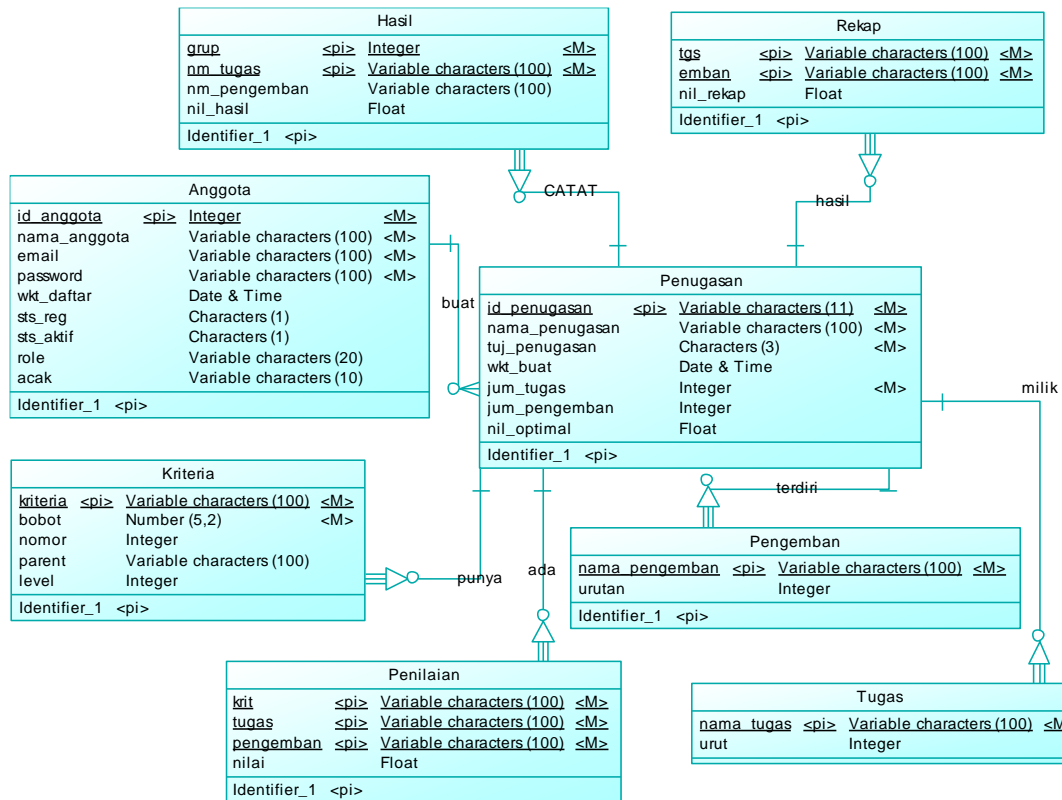 Hasil
grup <pi> Integer <M>
nm_tugas <pi> Variable characters (100) <M>
nm_pengemban Variable characters (100)
nil_hasil Float
Identifier_1 <pi>
Rekap
tgs <pi> Variable characters (100) <M>
emban <pi> Variable characters (100) <M>
nil_rekap Float
Identifier_1 <pi>
CATAT
hasil
Anggota
id_anggota <pi> Integer <M>
nama_anggota Variable characters (100) <M>
email Variable characters (100) <M>
password Variable characters (100) <M>
wkt_daftar Date & Time
sts_reg Characters (1)
sts_aktif Characters (1)
role Variable characters (20)
acak Variable characters (10)
Identifier_1 <pi>
buat
Penugasan
id_penugasan <pi> Variable characters (11) <M>
nama_penugasan Variable characters (100) <M>
tuj_penugasan Characters (3) <M>
wkt_buat Date & Time
jum_tugas Integer <M>
jum_pengemban Integer
nil_optimal Float
Identifier_1 <pi>
milik
Kriteria
kriteria <pi> Variable characters (100) <M>
bobot Number (5,2) <M>
nomor Integer
parent Variable characters (100)
level Integer
Identifier_1 <pi>
punya
ada
terdiri
Pengemban
nama_pengemban <pi> Variable characters (100) <M>
urutan Integer
Identifier_1 <pi>
Penilaian
krit <pi> Variable characters (100) <M>
tugas <pi> Variable characters (100) <M>
pengemban <pi> Variable characters (100) <M>
nilai Float
Identifier_1 <pi>
Tugas
nama_tugas <pi> Variable characters (100) <M
urut Integer